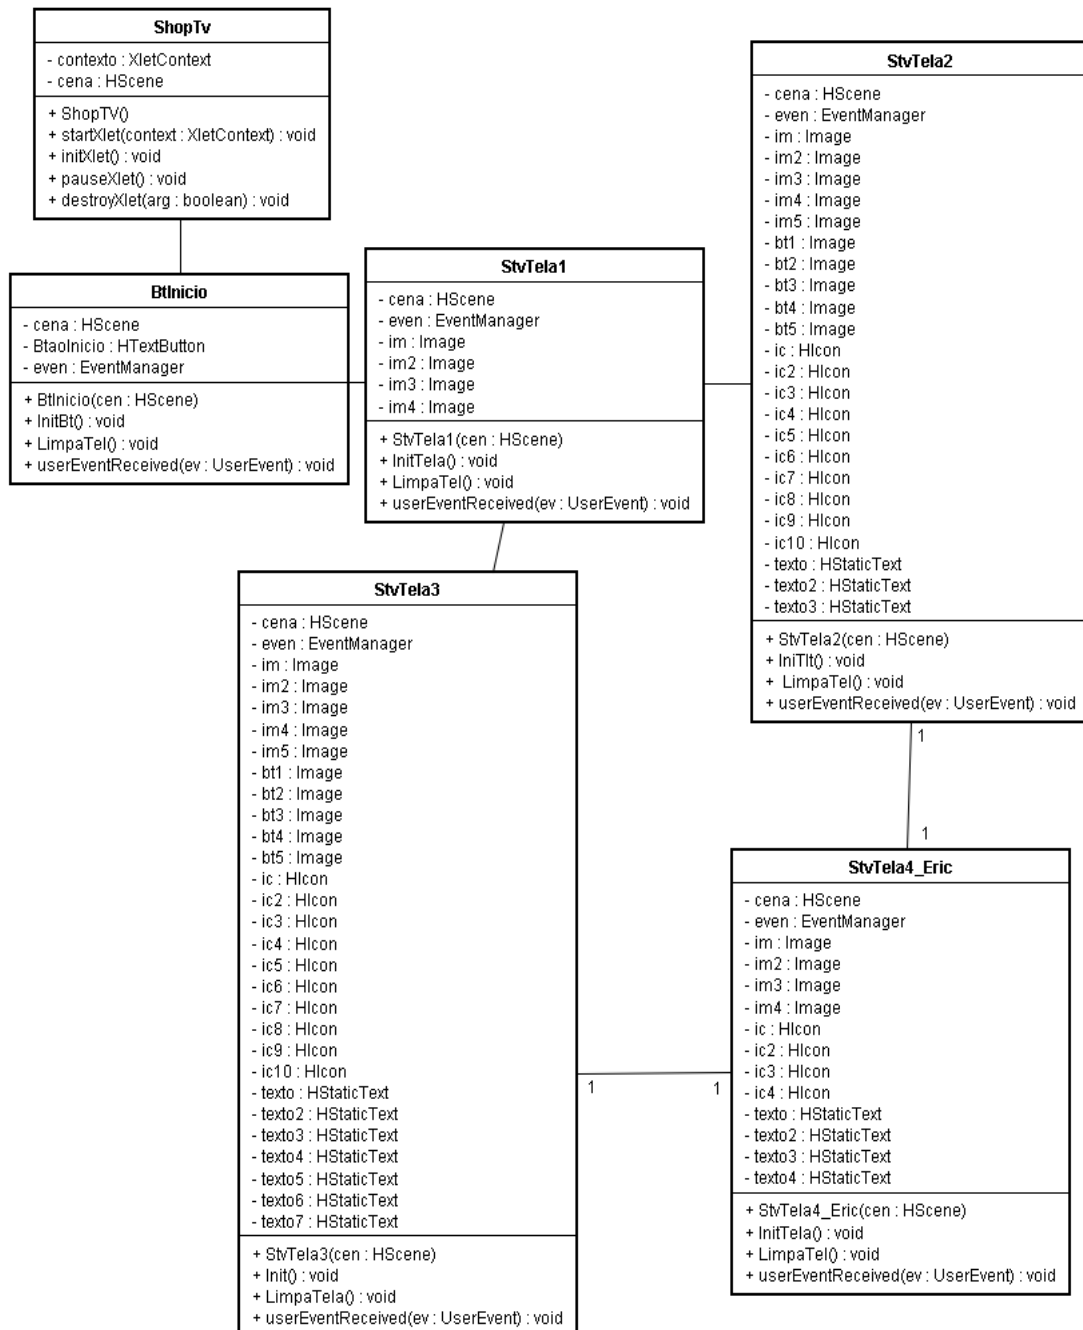 ShopTv
- contexto : XletContext
- cena : HScene
+ ShopTV()
+ startXlet(context : XletContext) : void
+ initXlet() : void
+ pauseXlet() : void
+ destroyXlet(arg : boolean) : void
BtInicio
- cena : HScene
- BtaoInicio : HTextButton
- even : EventManager
+ BtInicio(cen : HScene)
+ InitBt() : void
+ LimpaTel() : void
+ userEventReceived(ev : UserEvent) : void
StvTela1
- cena : HScene
- even : EventManager
- im : Image
- im2 : Image
- im3 : Image
- im4 : Image
+ StvTela1(cen : HScene)
+ InitTela() : void
+ LimpaTel() : void
+ userEventReceived(ev : UserEvent) : void
StvTela2
- cena : HScene
- even : EventManager
- im : Image
- im2 : Image
- im3 : Image
- im4 : Image
- im5 : Image
- bt1 : Image
- bt2 : Image
- bt3 : Image
- bt4 : Image
- bt5 : Image
- ic : HIcon
- ic2 : HIcon
- ic3 : HIcon
- ic4 : HIcon
- ic5 : HIcon
- ic6 : HIcon
- ic7 : HIcon
- ic8 : HIcon
- ic9 : HIcon
- ic10 : HIcon
- texto : HStaticText
- texto2 : HStaticText
- texto3 : HStaticText
+ StvTela2(cen : HScene)
+ IniTlt() : void
+ LimpaTel() : void
+ userEventReceived(ev : UserEvent) : void
StvTela3
- cena : HScene
- even : EventManager
- im : Image
- im2 : Image
- im3 : Image
- im4 : Image
- im5 : Image
- bt1 : Image
- bt2 : Image
- bt3 : Image
- bt4 : Image
- bt5 : Image
- ic : HIcon
- ic2 : HIcon
- ic3 : HIcon
- ic4 : HIcon
- ic5 : HIcon
- ic6 : HIcon
- ic7 : HIcon
- ic8 : HIcon
- ic9 : HIcon
- ic10 : HIcon
- texto : HStaticText
- texto2 : HStaticText
- texto3 : HStaticText
- texto4 : HStaticText
- texto5 : HStaticText
- texto6 : HStaticText
- texto7 : HStaticText
+ StvTela3(cen : HScene)
+ Init() : void
+ LimpaTela() : void
+ userEventReceived(ev : UserEvent) : void
1
1
StvTela4_Eric
- cena : HScene
- even : EventManager
- im : Image
- im2 : Image
- im3 : Image
- im4 : Image
- ic : HIcon
- ic2 : HIcon
- ic3 : HIcon
- ic4 : HIcon
- texto : HStaticText
- texto2 : HStaticText
- texto3 : HStaticText
- texto4 : HStaticText
+ StvTela4_Eric(cen : HScene)
+ InitTela() : void
+ LimpaTel() : void
+ userEventReceived(ev : UserEvent) : void
1
1